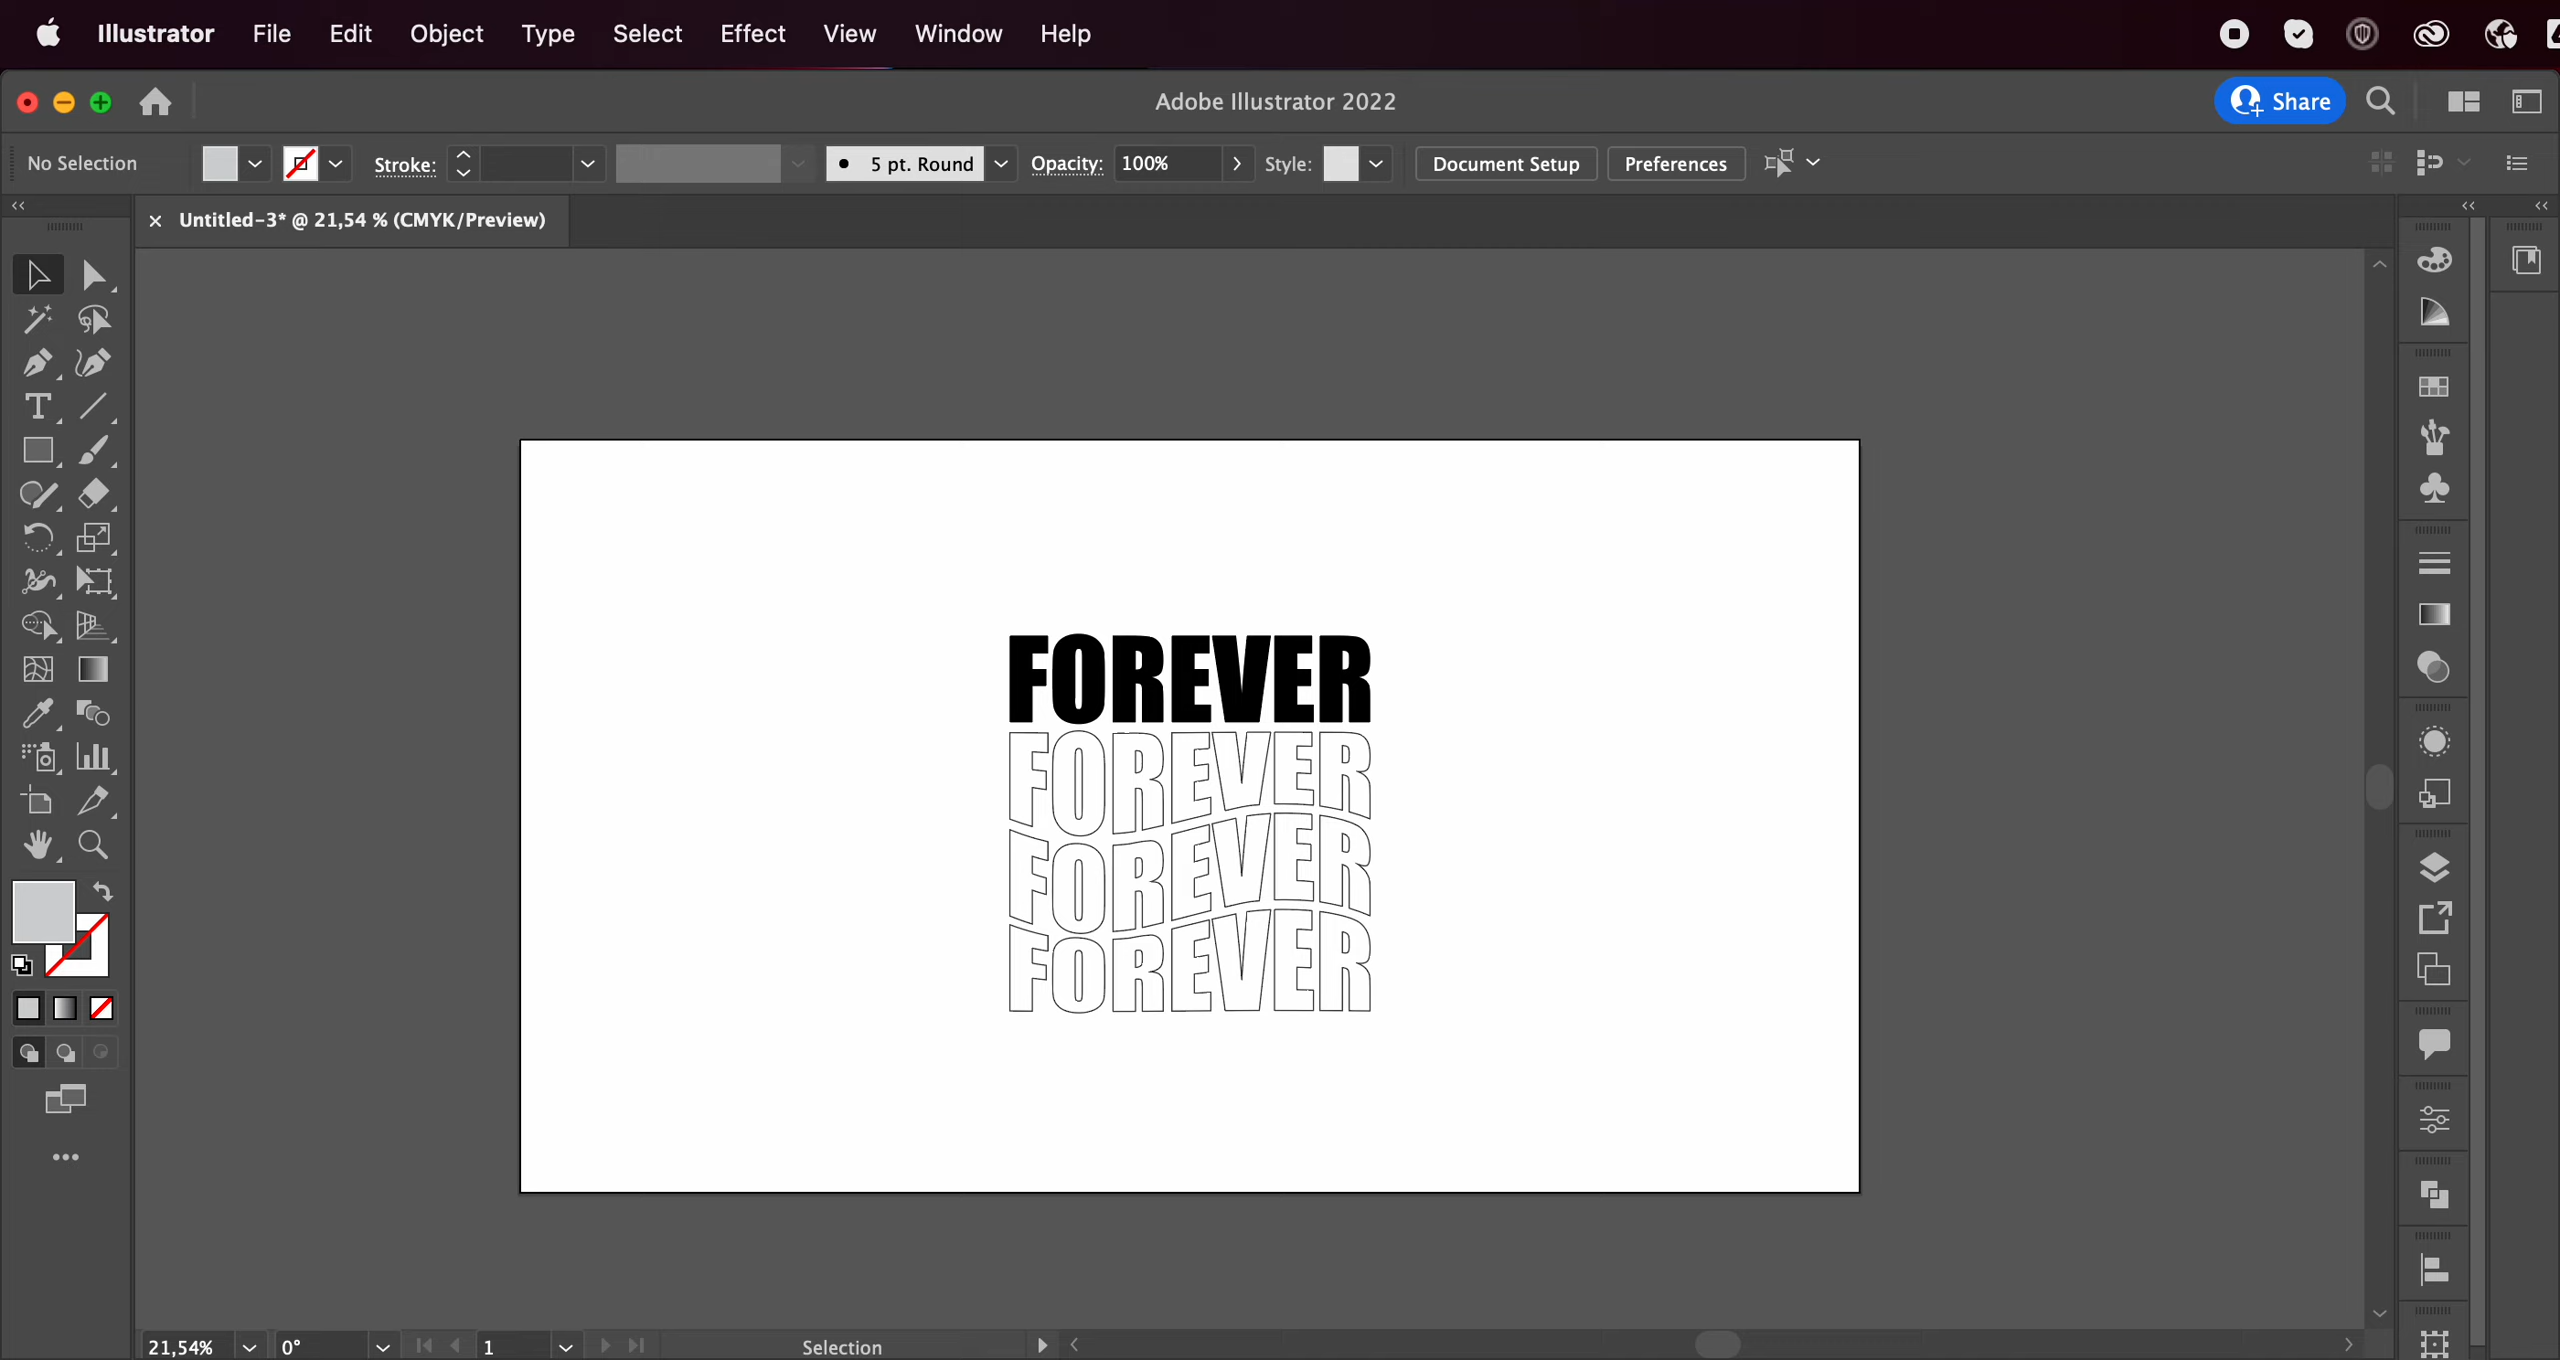 Illustrator File Edit Object Type Select Effect View Window Help
Adobe Illustrator 2022
Share
No Selection
Stroke:
5 pt. Round
Opacity: 100%
Style:
Document Setup
Preferences
× Untitled-3* @ 21,54 % (CMYK/Preview)
FOREVER
FOREVER
FOREVER
FOREVER
21,54% 0° 1 Selection